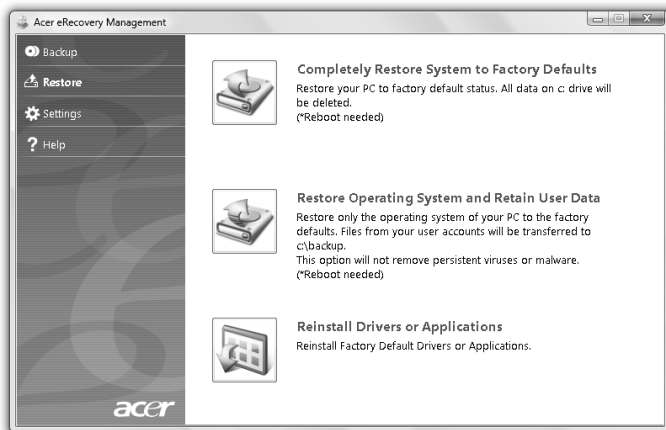 Acer eRecovery Management
Backup
Restore
Settings
Help
Completely Restore System to Factory Defaults
Restore your PC to factory default status. All data on c: drive will
be deleted.
(*Reboot needed)
Restore Operating System and Retain User Data
Restore only the operating system of your PC to the factory
defaults. Files from your user accounts will be transferred to
c:\backup.
This option will not remove persistent viruses or malware.
(*Reboot needed)
Reinstall Drivers or Applications
Reinstall Factory Default Drivers or Applications.
acer